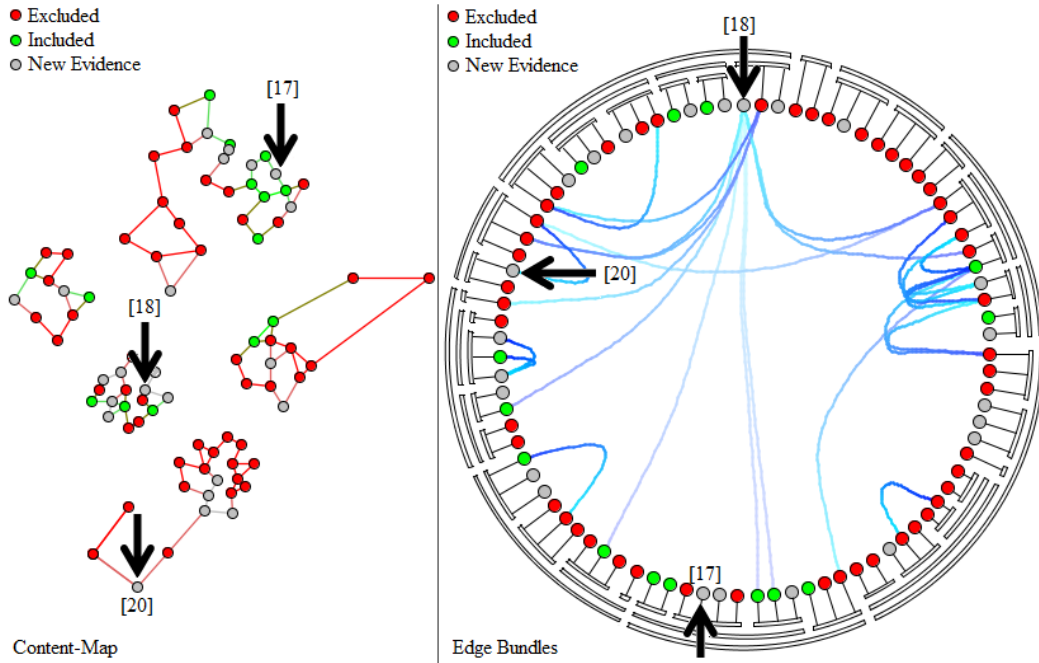 Excluded
Included
New Evidence
[17]
[18]
[20]
Content-Map
Excluded
Included
New Evidence
[18]
[20]
[17]
Edge Bundles